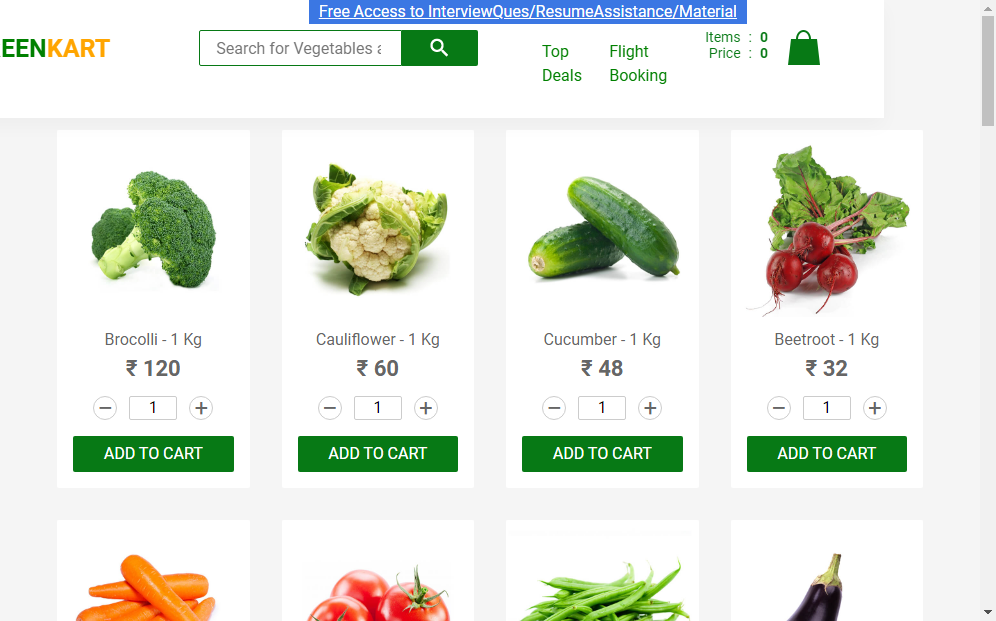 Free Access to InterviewQues/ResumeAssistance/Material
EENKART
Search for Vegetables
Top Deals
Flight Booking
Items : 0
Price : 0
Brocolli - 1 Kg
₹ 120
1
ADD TO CART
Cauliflower - 1 Kg
₹ 60
1
ADD TO CART
Cucumber - 1 Kg
₹ 48
1
ADD TO CART
Beetroot - 1 Kg
₹ 32
1
ADD TO CART